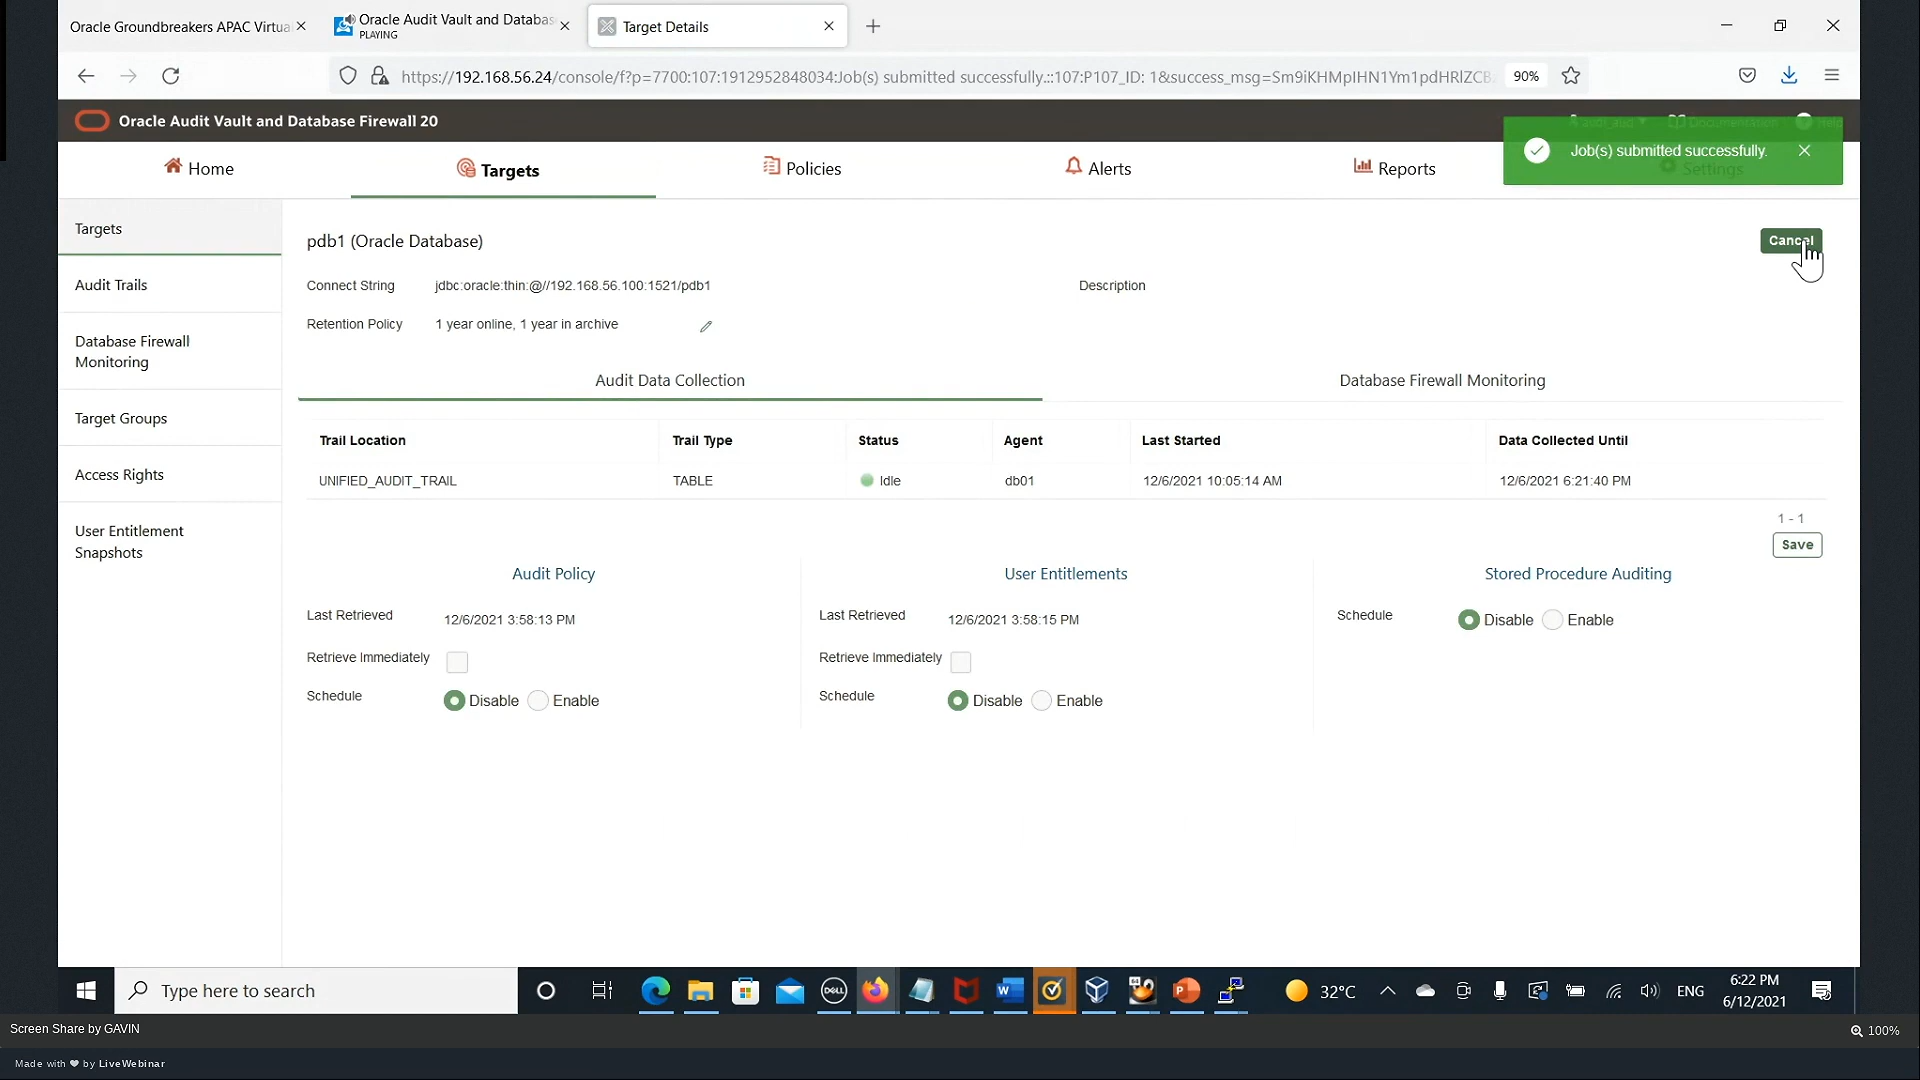 Oracle Groundbreakers APAC Virtua
Oracle Audit Vault and Databas
PLAYING
Target Details
https://192.168.56.24/console/f?p=7700:107:1912952848034:Job(s) submitted successfully.::107:P107_ID: 1&success_msg=Sm9iKHMpIHN1Ym1pdHRlZCB
90%
Oracle Audit Vault and Database Firewall 20
Documentation
Help
Job(s) submitted successfully.
Home
Targets
Policies
Alerts
Reports
Settings
Targets
Audit Trails
Database Firewall
Monitoring
Target Groups
Access Rights
User Entitlement
Snapshots
pdb1 (Oracle Database)
Cancel
Connect String jdbc:oracle:thin:@//192.168.56.100:1521/pdb1 Description
Retention Policy 1 year online, 1 year in archive
Audit Data Collection Database Firewall Monitoring
Trail Location Trail Type Status Agent Last Started Data Collected Until
UNIFIED_AUDIT_TRAIL TABLE Idle db01 12/6/2021 10:05:14 AM 12/6/2021 6:21:40 PM
1 - 1
Save
Audit Policy User Entitlements Stored Procedure Auditing
Last Retrieved 12/6/2021 3:58:13 PM Last Retrieved 12/6/2021 3:58:15 PM Schedule Disable Enable
Retrieve Immediately Retrieve Immediately
Schedule Disable Enable Schedule Disable Enable
Type here to search
DELL
32°C
ENG
6:22 PM
6/12/2021
Screen Share by GAVIN
100%
Made with ❤ by LiveWebinar